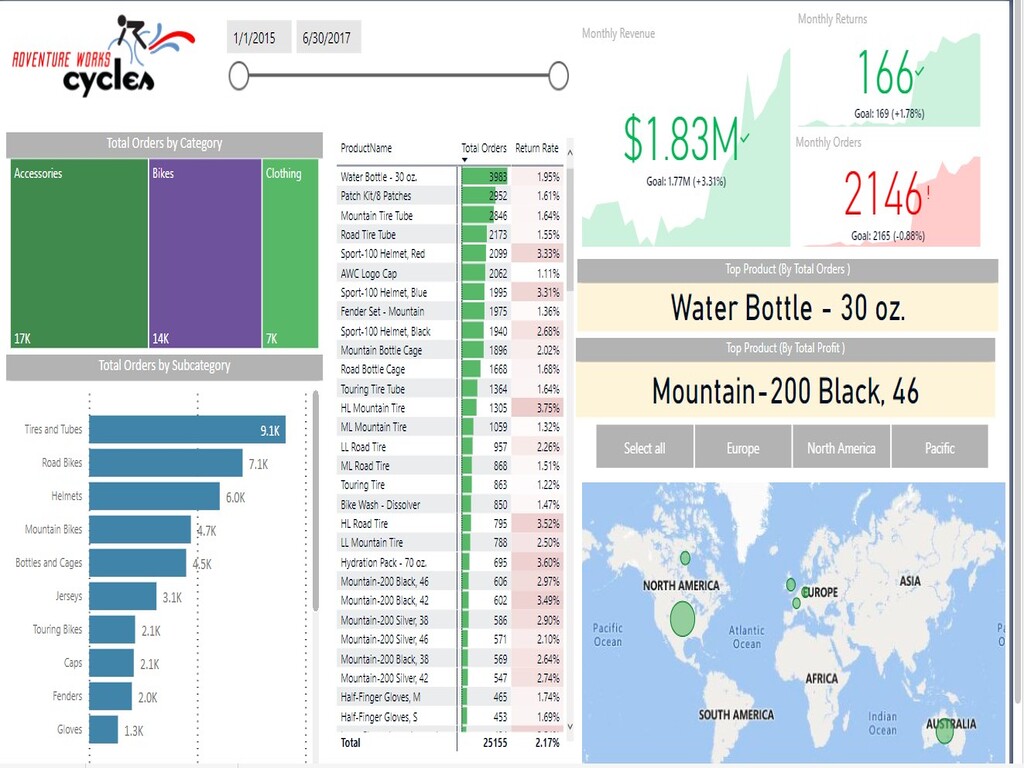 ADVENTURE WORKS
cycles
1/1/2015 6/30/2017
Total Orders by Category
Accessories Bikes Clothing
17K 14K 7K
Total Orders by Subcategory
Tires and Tubes 9.1K
Road Bikes 7.1K
Helmets 6.0K
Mountain Bikes 4.7K
Bottles and Cages 4.5K
Jerseys 3.1K
Touring Bikes 2.1K
Caps 2.1K
Fenders 2.0K
Gloves 1.3K
ProductName Total Orders Return Rate
Water Bottle - 30 oz. 3983 1.95%
Patch Kit/8 Patches 2952 1.61%
Mountain Tire Tube 2846 1.64%
Road Tire Tube 2173 1.55%
Sport-100 Helmet, Red 2099 3.33%
AWC Logo Cap 2062 1.11%
Sport-100 Helmet, Blue 1995 3.31%
Fender Set - Mountain 1975 1.36%
Sport-100 Helmet, Black 1940 2.68%
Mountain Bottle Cage 1896 2.02%
Road Bottle Cage 1668 1.68%
Touring Tire Tube 1364 1.64%
HL Mountain Tire 1305 3.75%
ML Mountain Tire 1059 1.32%
LL Road Tire 957 2.26%
ML Road Tire 868 1.51%
Touring Tire 863 1.22%
Bike Wash - Dissolver 850 1.47%
HL Road Tire 795 3.52%
LL Mountain Tire 788 2.50%
Hydration Pack - 70 oz. 695 3.60%
Mountain-200 Black, 46 606 2.97%
Mountain-200 Black, 42 602 3.49%
Mountain-200 Silver, 38 586 2.90%
Mountain-200 Silver, 46 571 2.10%
Mountain-200 Black, 38 569 2.64%
Mountain-200 Silver, 42 547 2.74%
Half-Finger Gloves, M 465 1.74%
Half-Finger Gloves, S 453 1.69%
Total 25155 2.17%
Monthly Revenue
$1.83M
Goal: 1.77M (+3.31%)
Monthly Returns
166
Goal: 169 (+1.78%)
Monthly Orders
2146!
Goal: 2165 (-0.88%)
Top Product (By Total Orders )
Water Bottle - 30 oz.
Top Product (By Total Profit )
Mountain-200 Black, 46
Select all Europe North America Pacific
NORTH AMERICA
EUROPE
ASIA
Pacific
Ocean
Atlantic
Ocean
AFRICA
SOUTH AMERICA
Indian
Ocean
AUSTRALIA